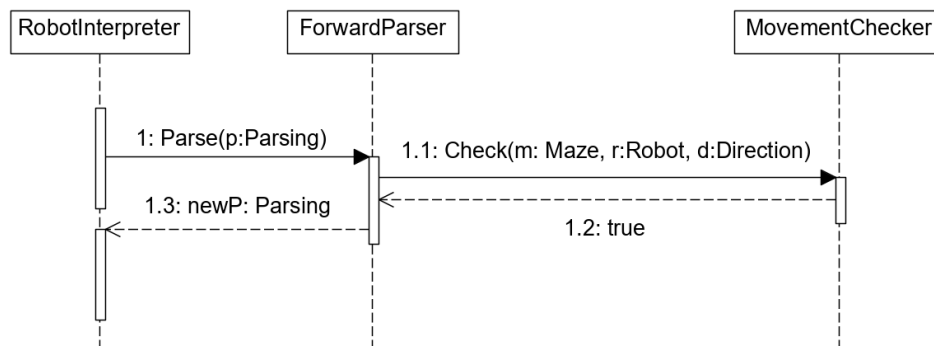 RobotInterpreter
ForwardParser
MovementChecker
1: Parse(p:Parsing)
1.1: Check(m: Maze, r:Robot, d:Direction)
1.3: newP: Parsing
1.2: true